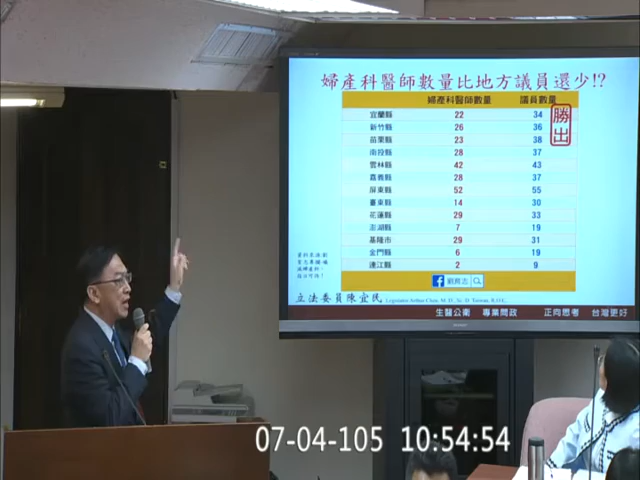 婦產科醫師數量比地方議員還少!?
婦產科醫師數量 議員數量
宜蘭縣 22 34
新竹縣 26 36
苗栗縣 23 38
南投縣 28 37
雲林縣 42 43
嘉義縣 28 37
屏東縣 52 55
臺東縣 14 30
花蓮縣 29 33
澎湖縣 7 19
基隆市 29 31
金門縣 6 19
連江縣 2 9
勝出
立法委員陳宜民
生醫公衛 專業問政 正向思考 台灣更好
07-04-105 10:54:54